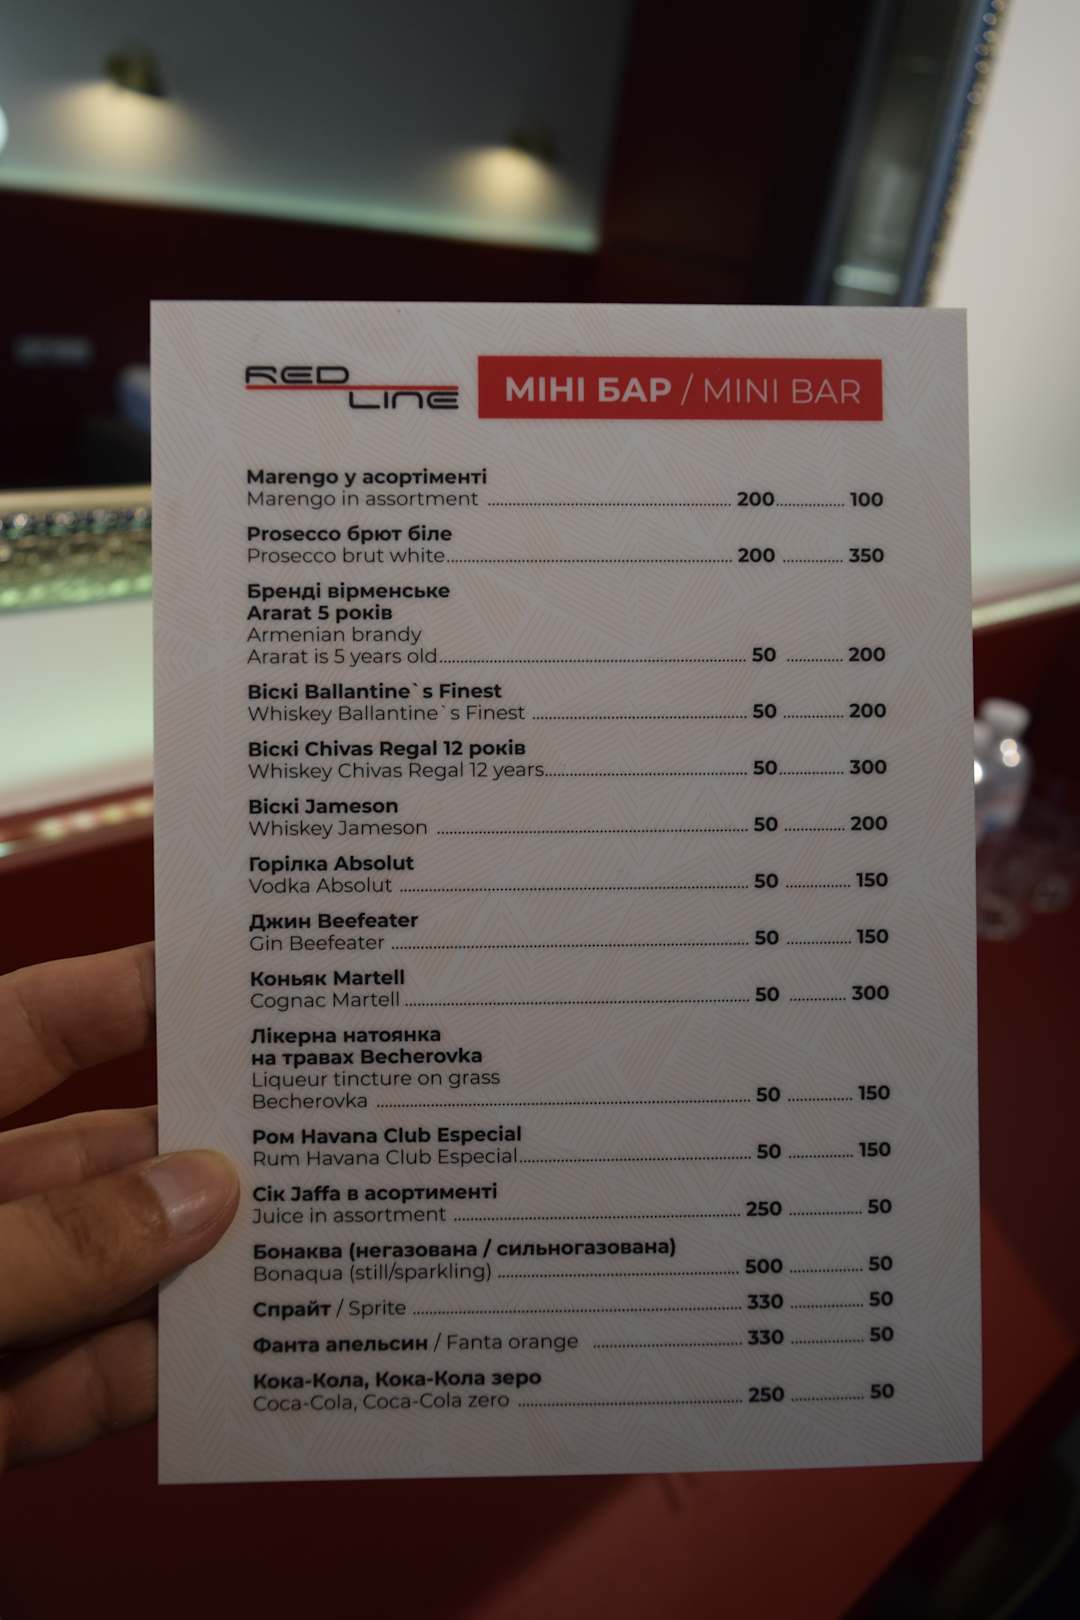 RED LINE
МІНІ БАР / MINI BAR
Marengo у асортіменті
Marengo in assortment ........ 200 ........ 100
Prosecco брют біле
Prosecco brut white ........ 200 ........ 350
Бренді вірменське
Ararat 5 років
Armenian brandy
Ararat is 5 years old ........ 50 ........ 200
Віскі Ballantine`s Finest
Whiskey Ballantine`s Finest ........ 50 ........ 200
Віскі Chivas Regal 12 років
Whiskey Chivas Regal 12 years ........ 50 ........ 300
Віскі Jameson
Whiskey Jameson ........ 50 ........ 200
Горілка Absolut
Vodka Absolut ........ 50 ........ 150
Джин Beefeater
Gin Beefeater ........ 50 ........ 150
Коньяк Martell
Cognac Martell ........ 50 ........ 300
Лікерна натоянка
на травах Becherovka
Liqueur tincture on grass
Becherovka ........ 50 ........ 150
Ром Havana Club Especial
Rum Havana Club Especial ........ 50 ........ 150
Сік Jaffa в асортименті
Juice in assortment ........ 250 ........ 50
Бонаква (негазована / сильногазована)
Bonaqua (still/sparkling) ........ 500 ........ 50
Спрайт / Sprite ........ 330 ........ 50
Фанта апельсин / Fanta orange ........ 330 ........ 50
Кока-Кола, Кока-Кола зеро
Coca-Cola, Coca-Cola zero ........ 250 ........ 50